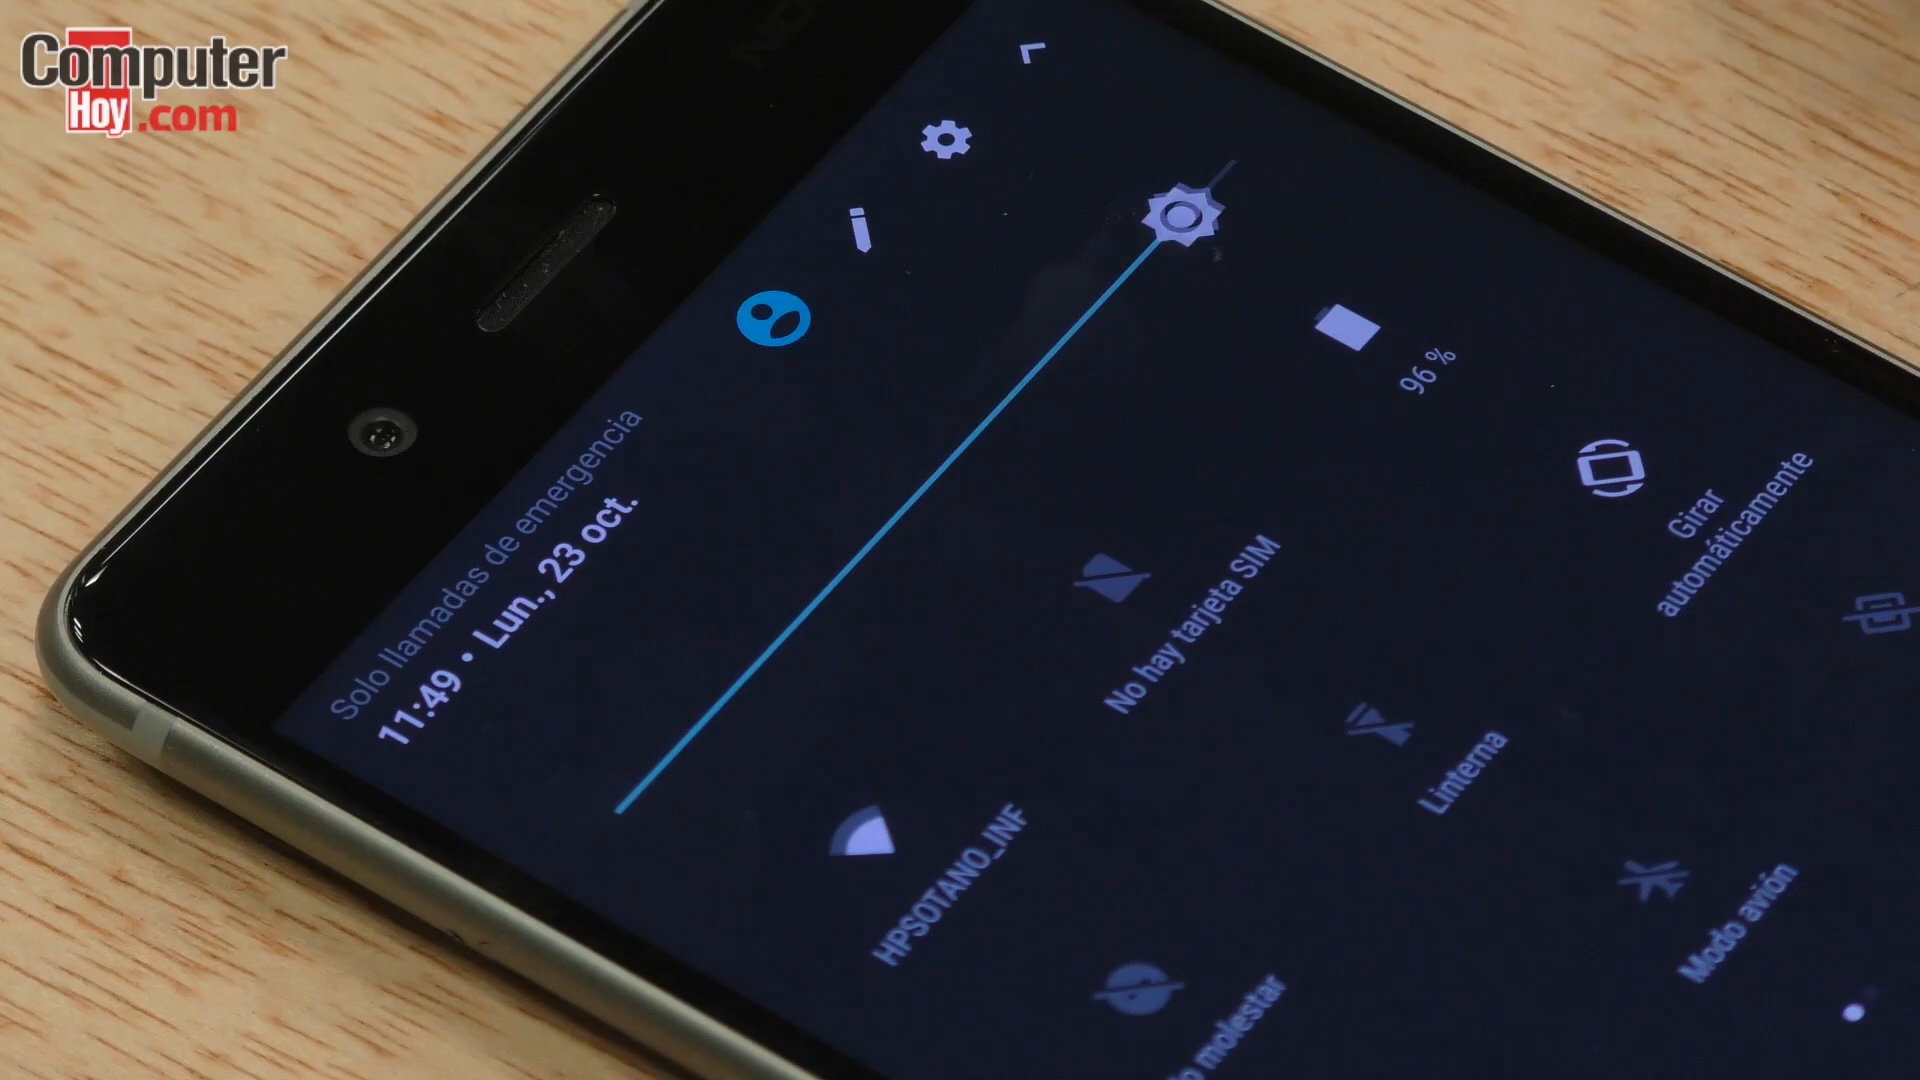 Computer
Hoy.com
NOKIA
Solo llamadas de emergencia
11:49 • Lun., 23 oct.
96 %
HPSOTANO_INF
No hay tarjeta SIM
Girar
automáticamente
molestar
Linterna
Modo avión